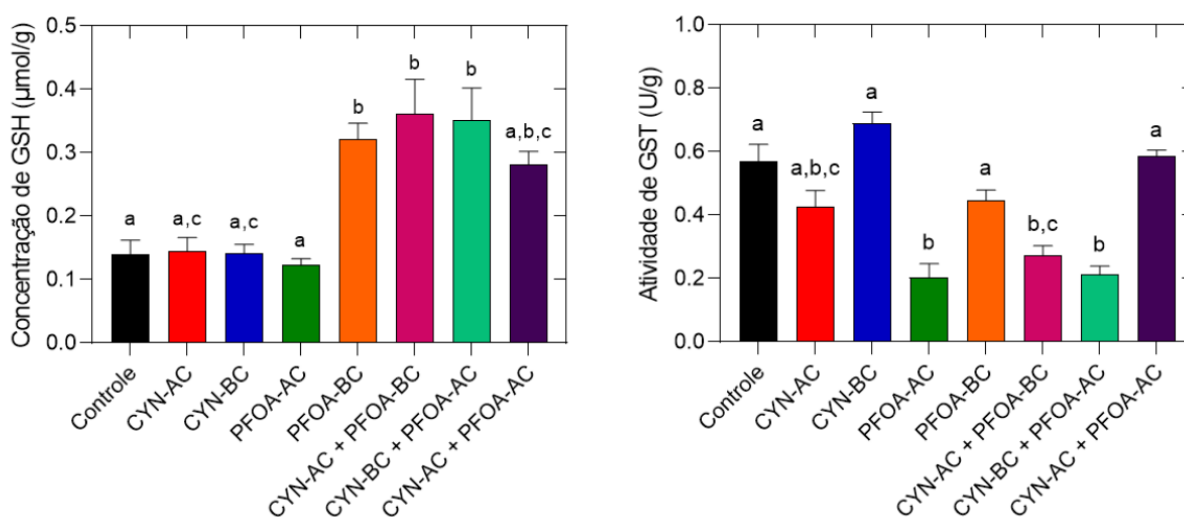 Concentração de GSH (µmol/g)
0.5
0.4
0.3
0.2
0.1
0.0
a
a,c
a,c
a
b
b
b
a,b,c
Controle
CYN-AC
CYN-BC
PFOA-AC
PFOA-BC
CYN-AC + PFOA-BC
CYN-BC + PFOA-AC
CYN-AC + PFOA-AC
Atividade de GST (U/g)
1.0
0.8
0.6
0.4
0.2
0.0
a
a,b,c
a
b
a
b,c
b
a
Controle
CYN-AC
CYN-BC
PFOA-AC
PFOA-BC
CYN-AC + PFOA-BC
CYN-BC + PFOA-AC
CYN-AC + PFOA-AC